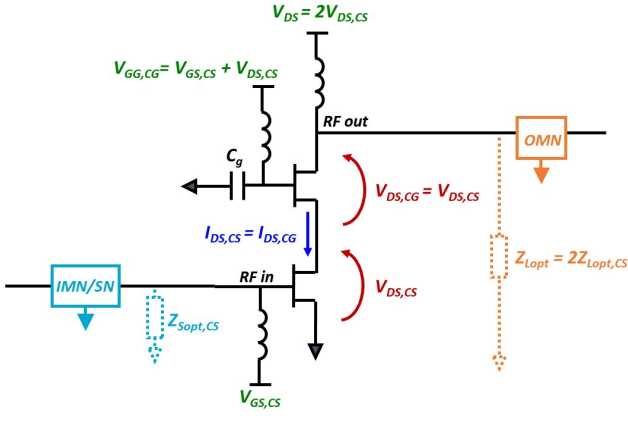 V_DS = 2V_DS,CS
V_GG,CG = V_GS,CS + V_DS,CS
RF out
OMN
C_g
V_DS,CG = V_DS,CS
I_DS,CS = I_DS,CG
Z_Lopt = 2Z_Lopt,CS
RF in
IMN/SN
V_DS,CS
Z_Sopt,CS
V_GS,CS